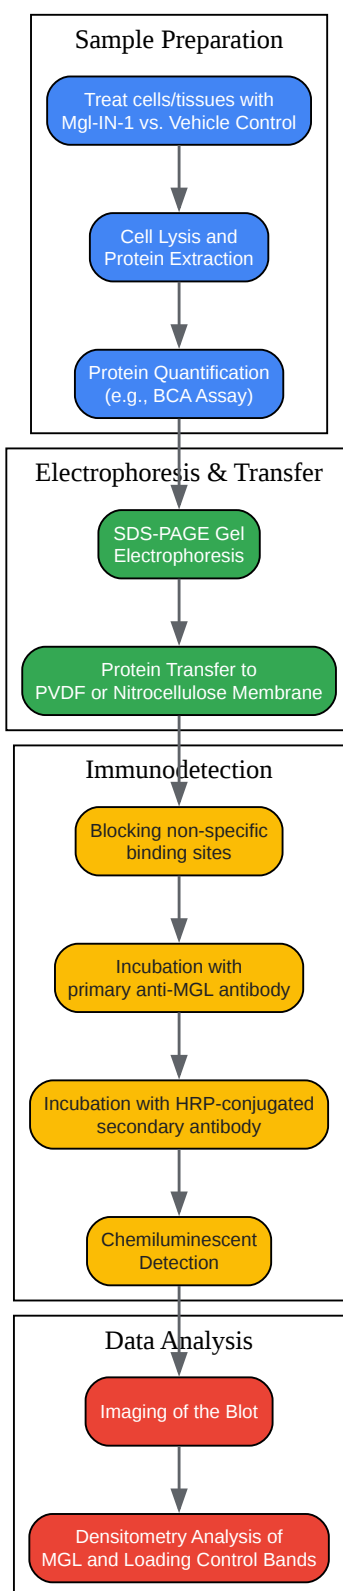 Sample Preparation
Treat cells/tissues with
Mgl-IN-1 vs. Vehicle Control
Cell Lysis and
Protein Extraction
Protein Quantification
(e.g., BCA Assay)
Electrophoresis & Transfer
SDS-PAGE Gel
Electrophoresis
Protein Transfer to
PVDF or Nitrocellulose Membrane
Immunodetection
Blocking non-specific
binding sites
Incubation with
primary anti-MGL antibody
Incubation with HRP-conjugated
secondary antibody
Chemiluminescent
Detection
Data Analysis
Imaging of the Blot
Densitometry Analysis of
MGL and Loading Control Bands